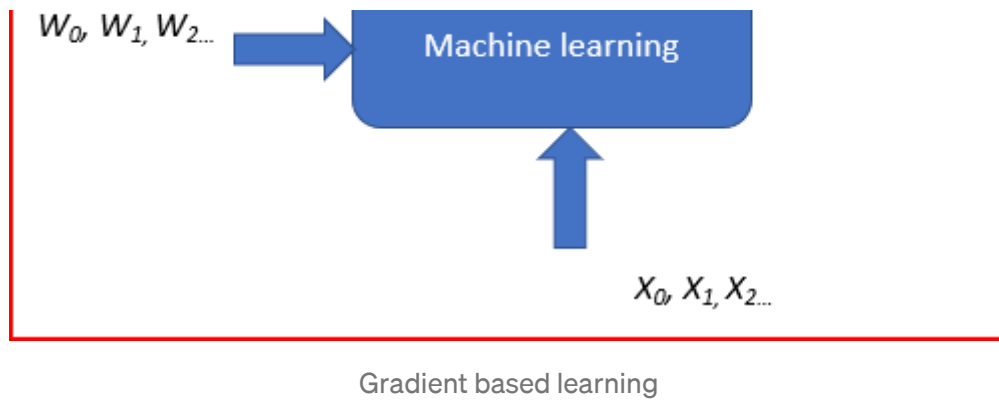 W₀, W₁, W₂...
Machine learning
X₀, X₁, X₂...
Gradient based learning